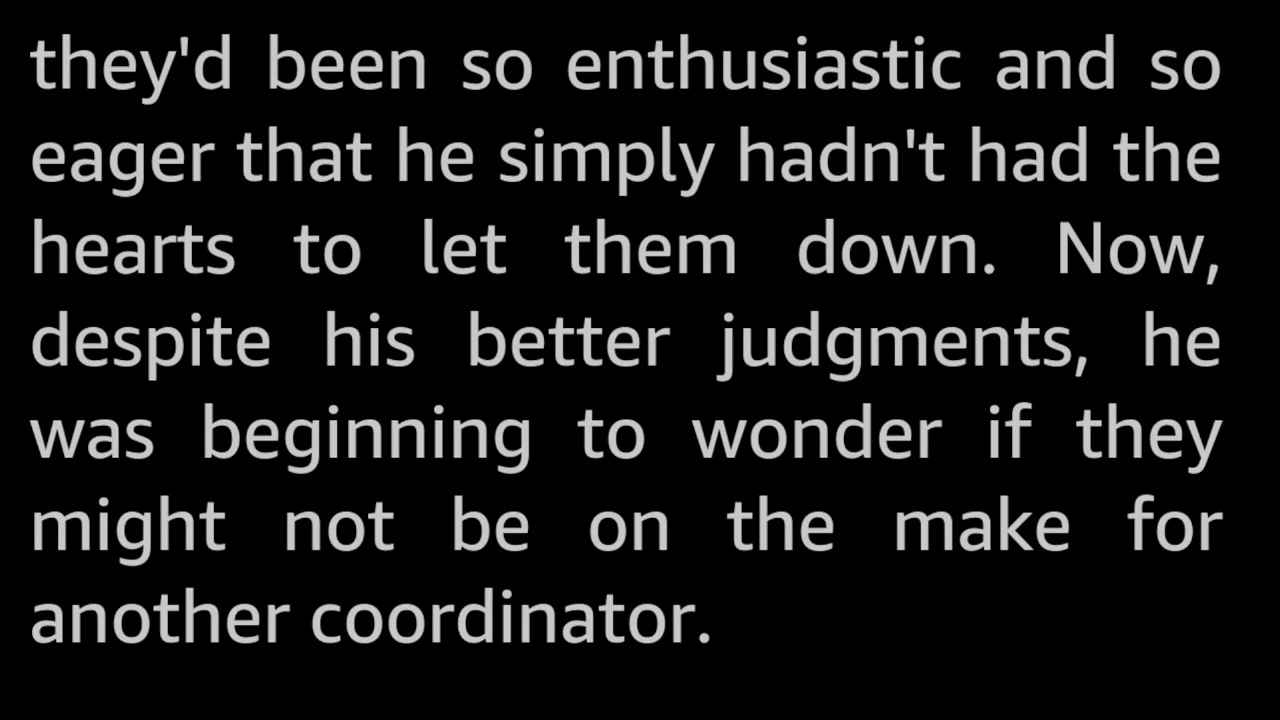 they'd been so enthusiastic and so
eager that he simply hadn't had the
hearts to let them down. Now,
despite his better judgments, he
was beginning to wonder if they
might not be on the make for
another coordinator.